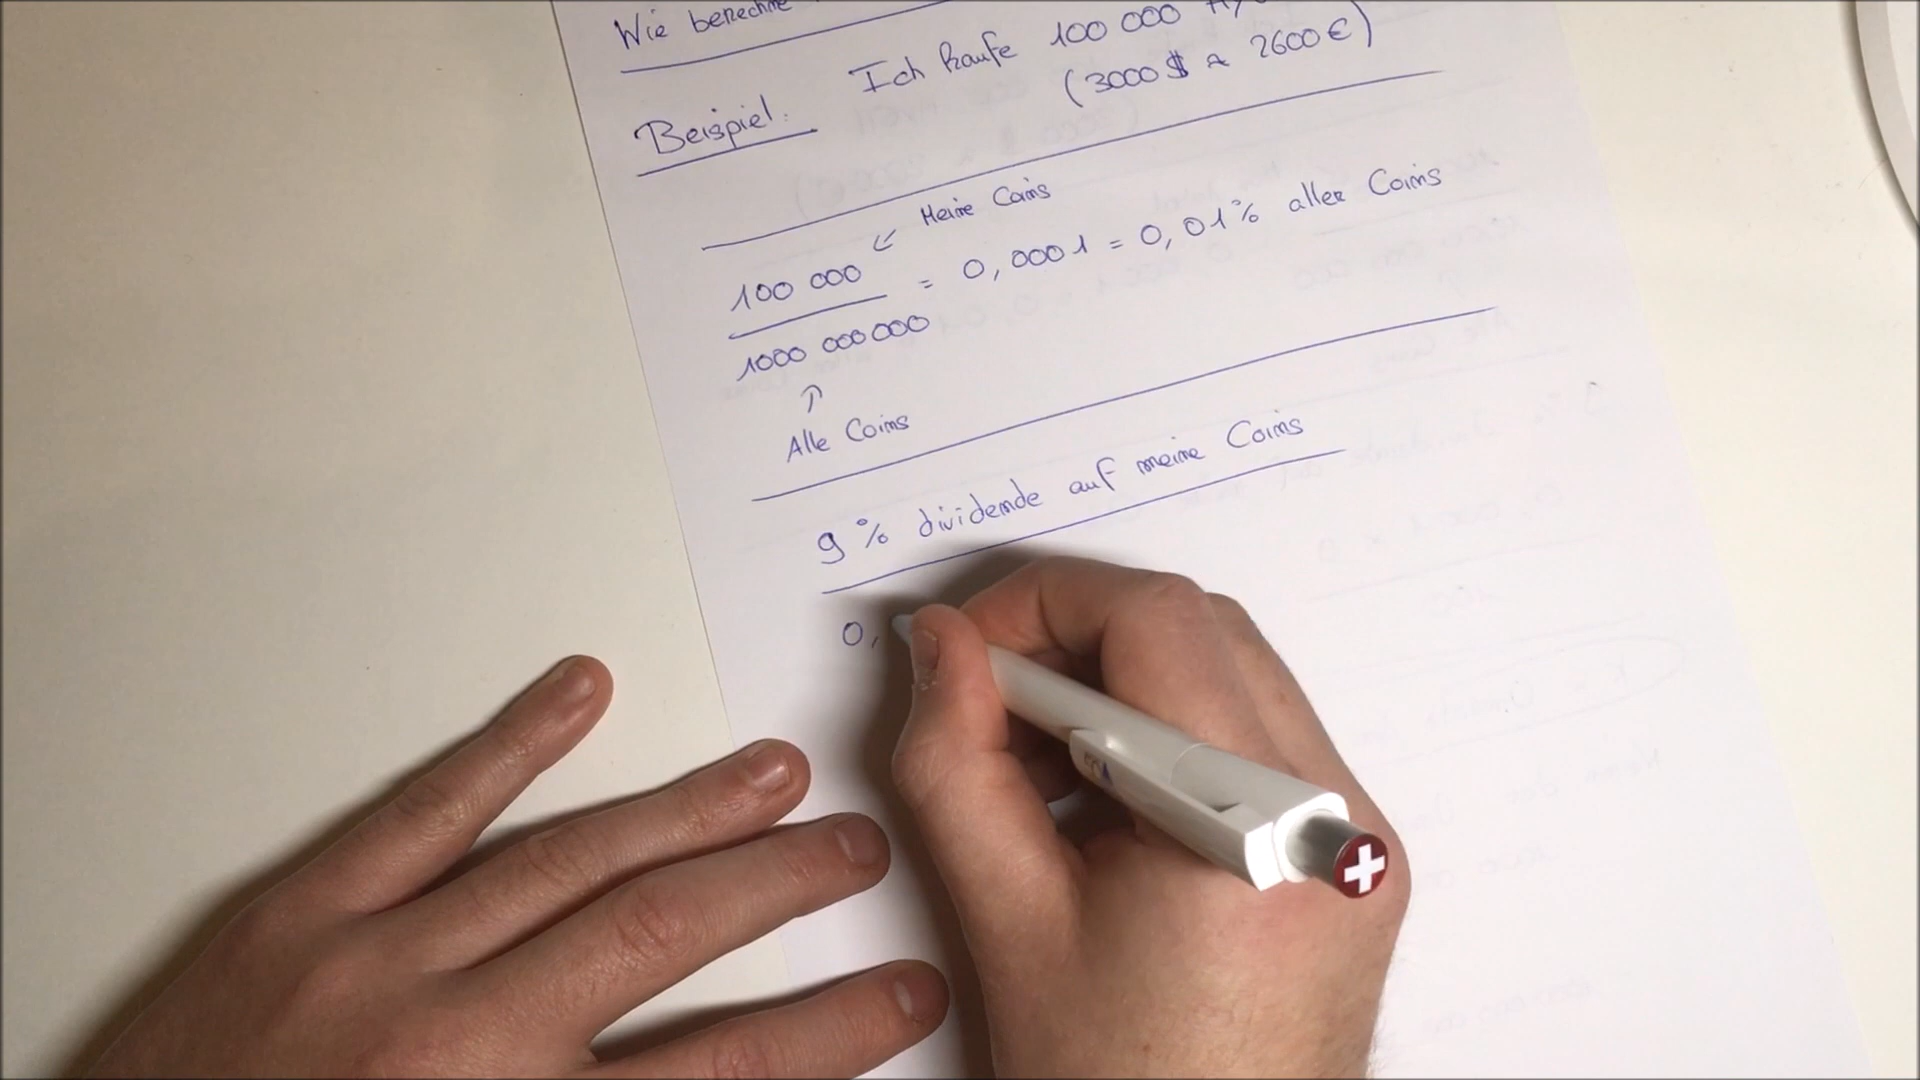 Wie berechne
Beispiel: Ich kaufe 100 000
(3000$ ≈ 2600€)
Meine Coins
100 000
1000 000 000
= 0,0001 = 0,01% aller Coins
Alle Coins
9% dividende auf meine Coins
0,